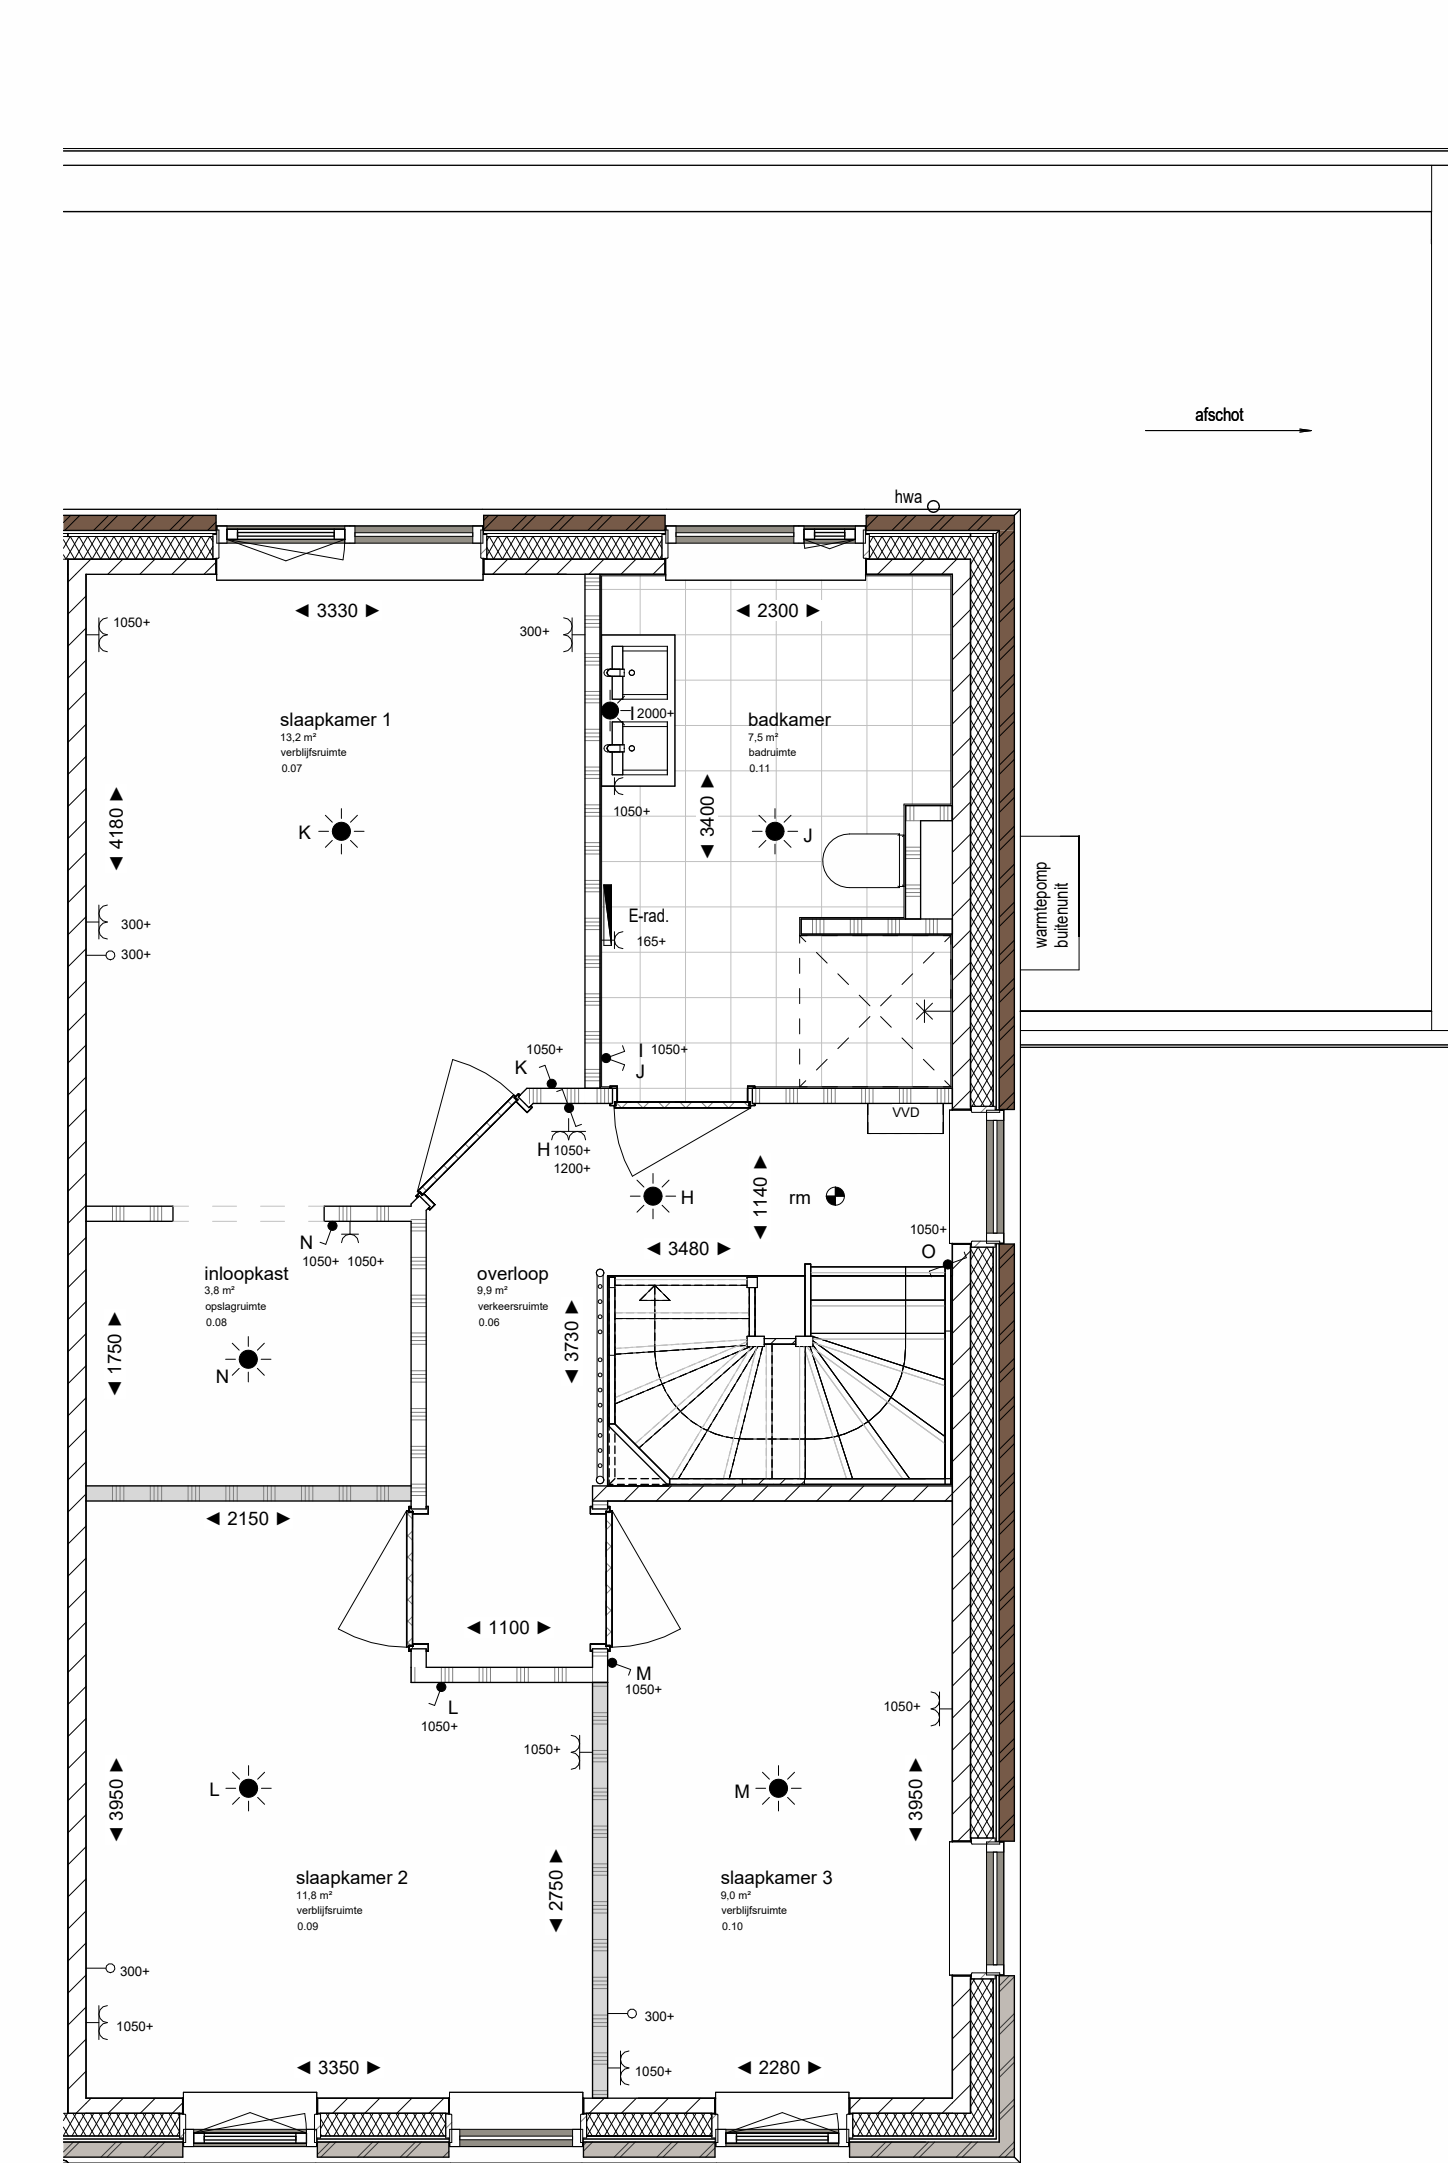 afschot
hwa
3330
2300
1050+
300+
slaapkamer 1
13,2 m²
verblijfsruimte
0.07
I 2000+
badkamer
7,5 m²
badruimte
0.11
1050+
4180
3400
K
J
warmtepomp
buitenunit
300+
300+
E-rad.
165+
1050+
K
I 1050+
J
VVD
H 1050+
1200+
H
1140
rm
1050+
O
3480
N
1050+ 1050+
inloopkast
3,8 m²
opslagruimte
0.08
overloop
9,9 m²
verkeersruimte
0.06
1750
3730
N
2150
1100
M
1050+
L
1050+
1050+
1050+
L
M
3950
3950
2750
slaapkamer 2
11,8 m²
verblijfsruimte
0.09
slaapkamer 3
9,0 m²
verblijfsruimte
0.10
300+
1050+
300+
1050+
3350
2280